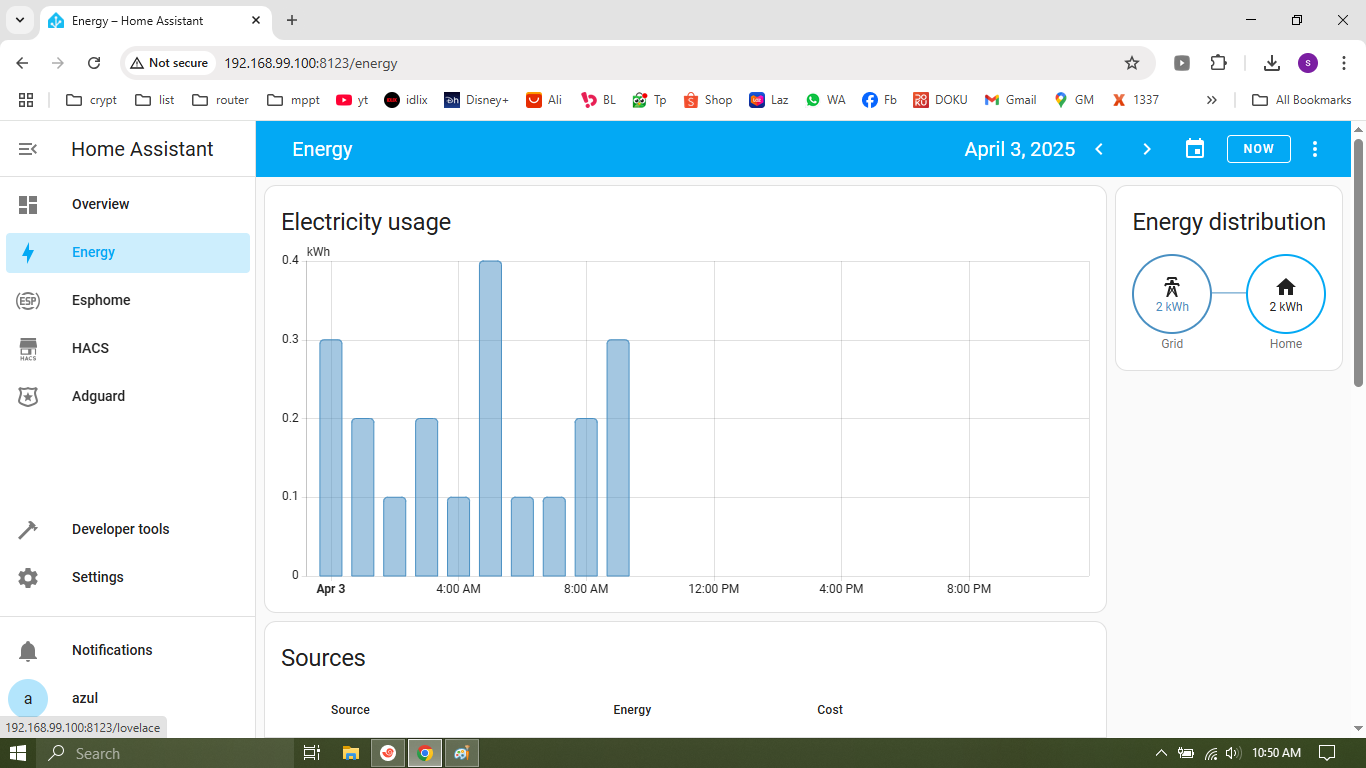 Energy – Home Assistant
Not secure 192.168.99.100:8123/energy
s
crypt list router mppt yt idlix Disney+ Ali BL Tp Shop Laz WA Fb DOKU Gmail GM 1337 » All Bookmarks
Home Assistant
Energy April 3, 2025 NOW
Overview
Energy
ESP Esphome
HACS HACS
Adguard
Developer tools
Settings
Notifications
a azul
192.168.99.100:8123/lovelace
Electricity usage
kWh
0.4
0.3
0.2
0.1
0
Apr 3 4:00 AM 8:00 AM 12:00 PM 4:00 PM 8:00 PM
Energy distribution
2 kWh 2 kWh
Grid Home
Sources
Source Energy Cost
Search 10:50 AM